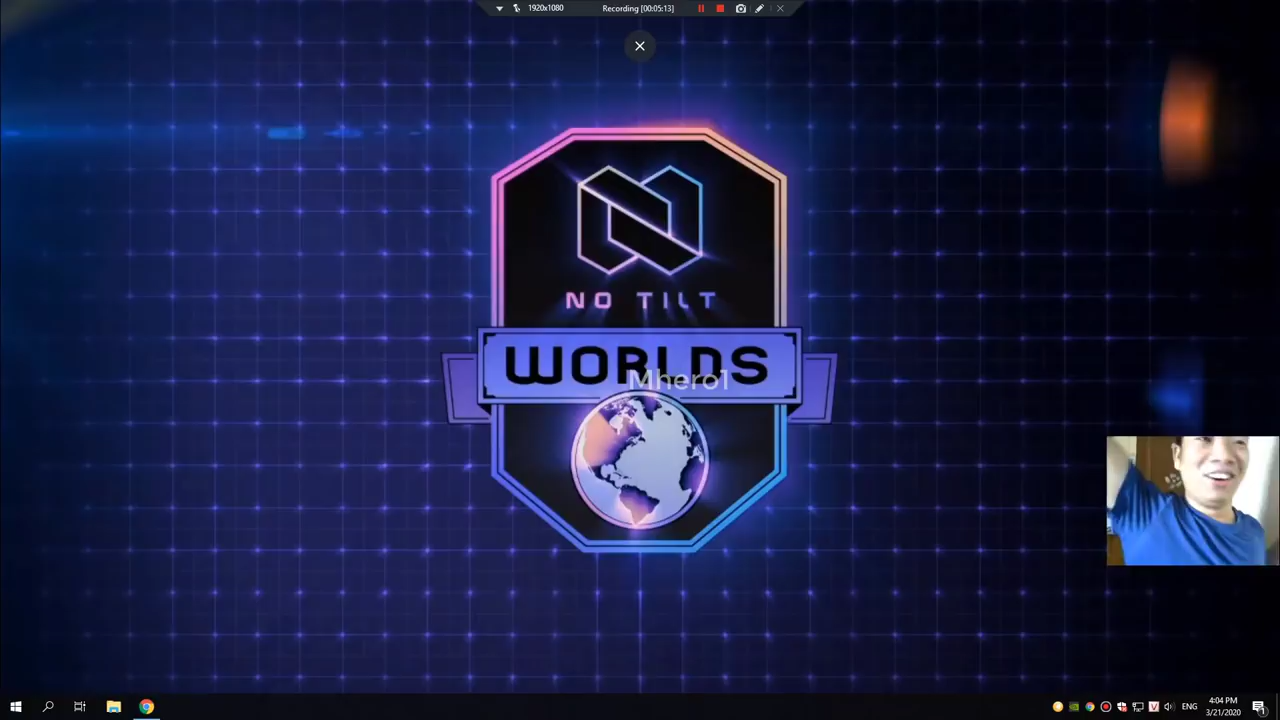 1920x1080
Recording [00:05:13]
NO TILT
WORLDS
Mhero1
ENG
4:04 PM
3/21/2020